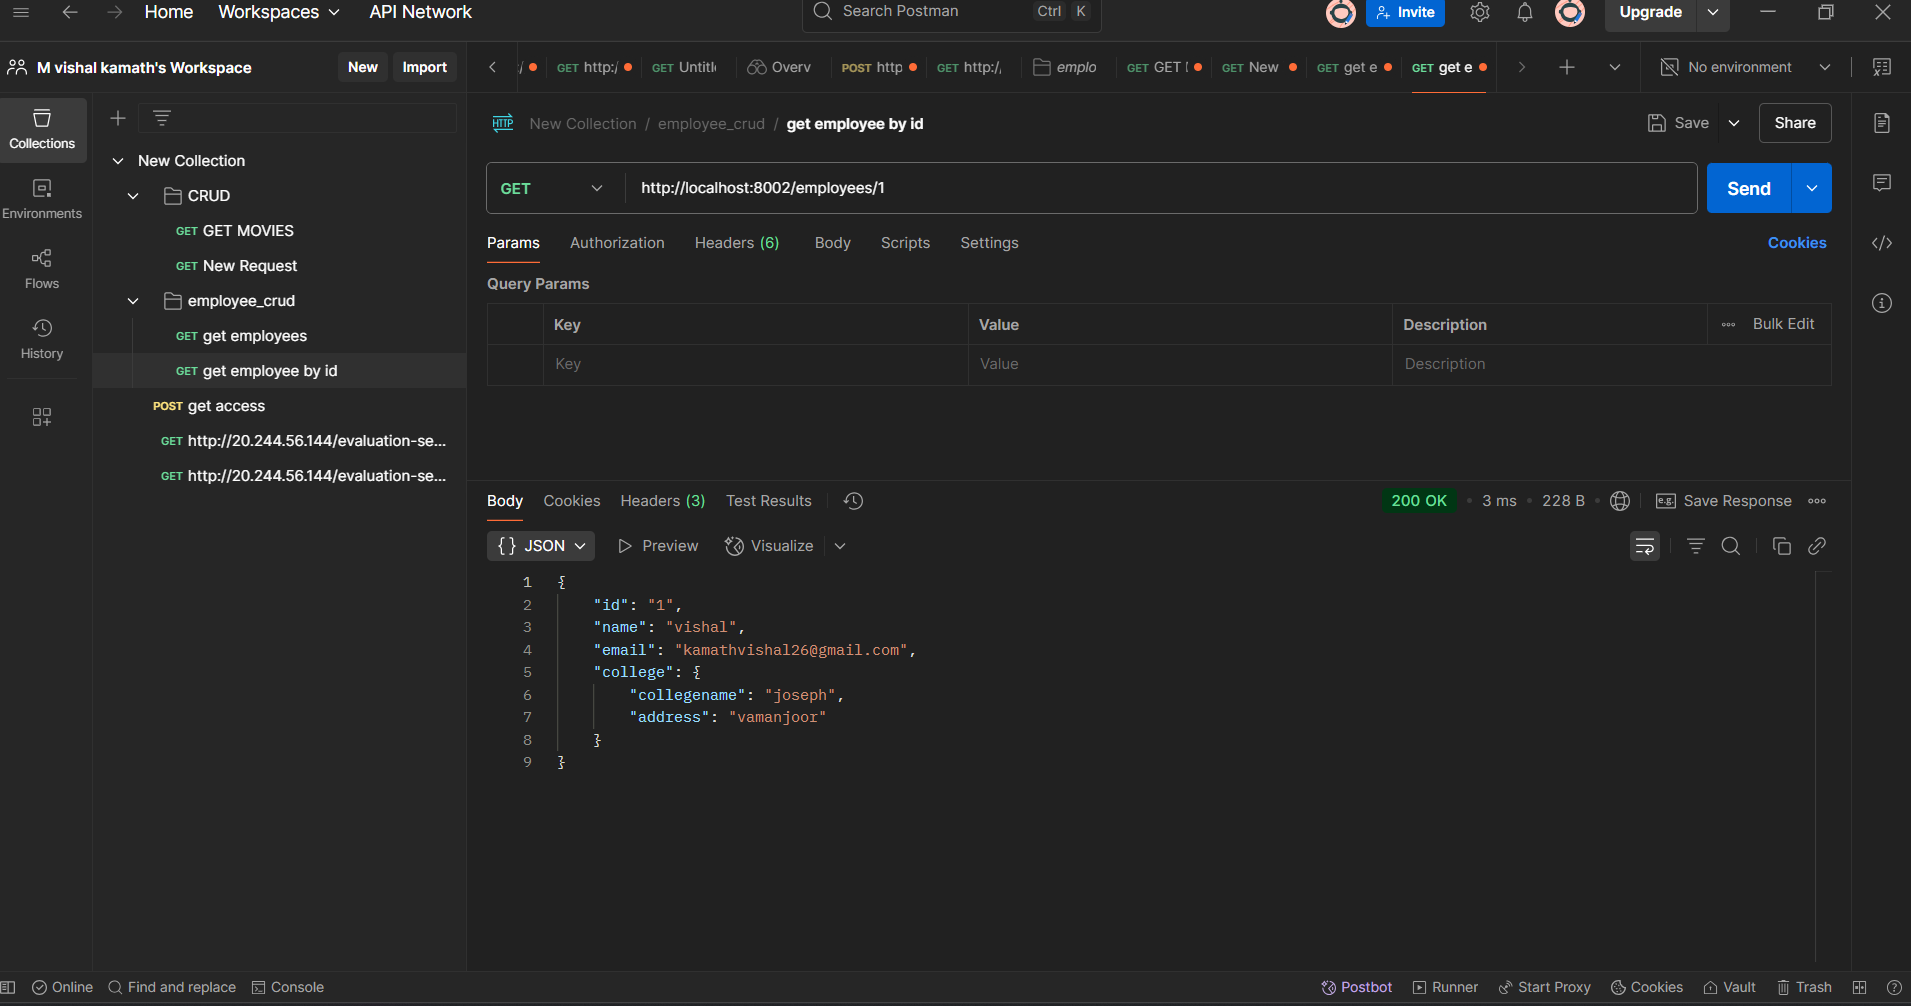 Home Workspaces API Network
Search Postman Ctrl K
Invite Upgrade
M vishal kamath's Workspace New Import
/ GET http:/ GET Untitl Overv POST http GET http:/, emplo GET GET GET New GET get e GET get e No environment
Collections
Environments
Flows
History
New Collection
CRUD
GET GET MOVIES
GET New Request
employee_crud
GET get employees
GET get employee by id
POST get access
GET http://20.244.56.144/evaluation-se...
GET http://20.244.56.144/evaluation-se...
HTTP New Collection / employee_crud / get employee by id Save Share
GET http://localhost:8002/employees/1 Send
Params Authorization Headers (6) Body Scripts Settings Cookies
Query Params
Key Value Description Bulk Edit
Key Value Description
Body Cookies Headers (3) Test Results 200 OK 3 ms 228 B e.g. Save Response
{} JSON Preview Visualize
1 {
2 "id": "1",
3 "name": "vishal",
4 "email": "kamathvishal26@gmail.com",
5 "college": {
6 "collegename": "joseph",
7 "address": "vamanjoor"
8 }
9 }
Online Find and replace Console Postbot Runner Start Proxy Cookies Vault Trash